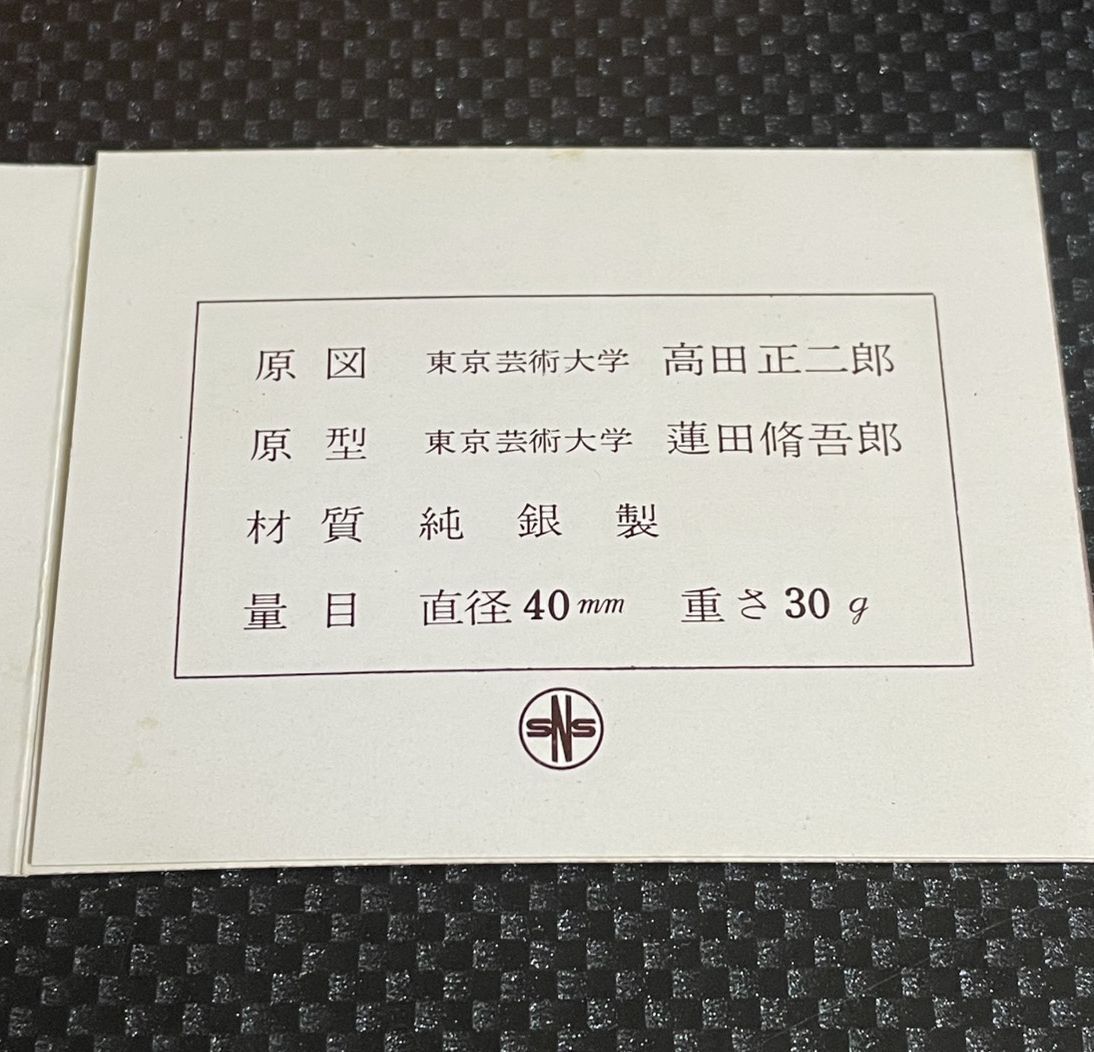 原図 東京芸術大学 高田正二郎
原型 東京芸術大学 蓮田脩吾郎
材質 純銀製
量目 直径40mm 重さ30g
SNS